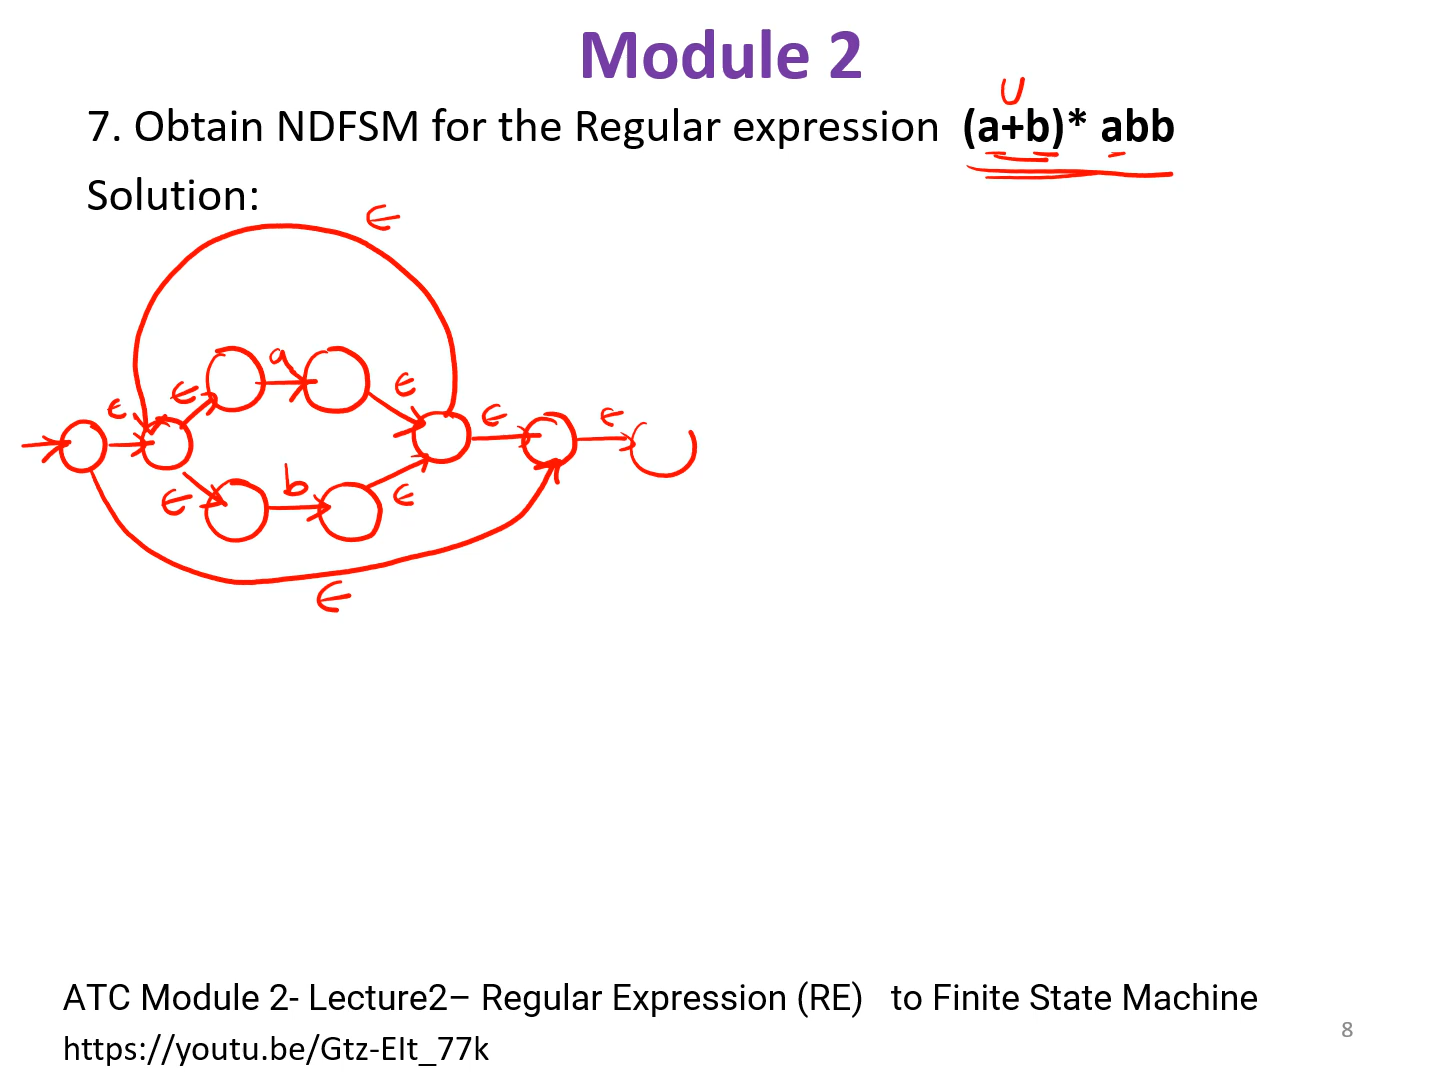 Module 2
U
7. Obtain NDFSM for the Regular expression (a+b)* abb
Solution:
ϵ
a
ϵ ϵ ϵ ϵ ϵ
ϵ b ϵ
ϵ
ATC Module 2- Lecture2– Regular Expression (RE) to Finite State Machine
8
https://youtu.be/Gtz-EIt_77k